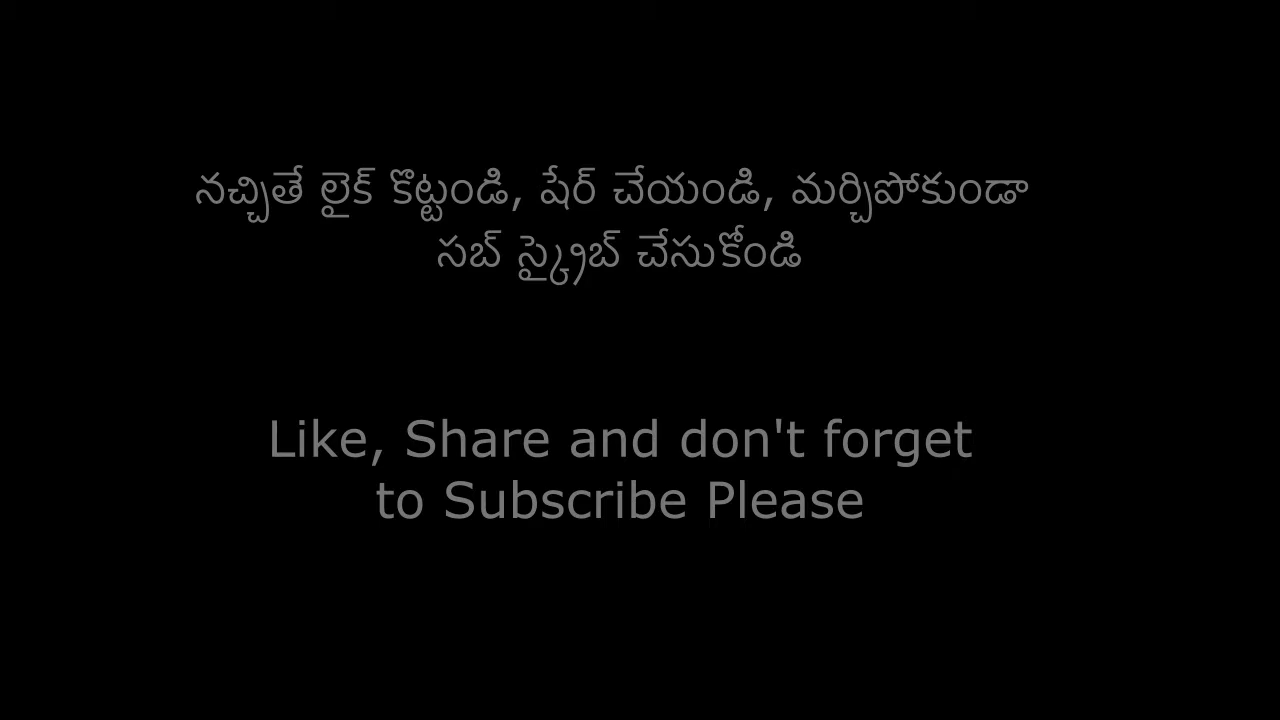 నచ్చితే లైక్ కొట్టండి, షేర్ చేయండి, మర్చిపోకుండా
సబ్ స్క్రైబ్ చేసుకోండి
Like, Share and don't forget
to Subscribe Please